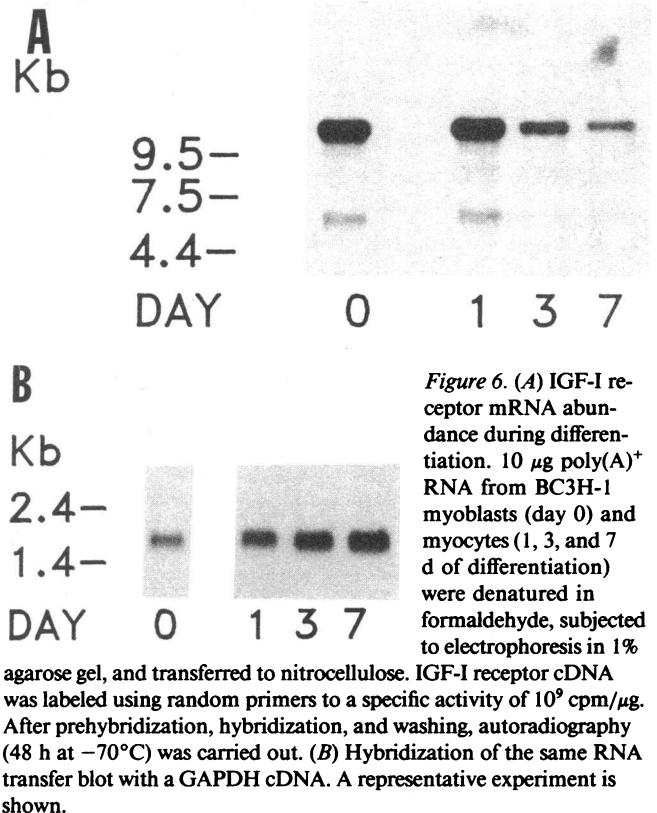 A
Kb
9.5–
7.5–
4.4–
DAY 0 1 3 7
B
Kb
2.4–
1.4–
DAY 0 1 3 7
Figure 6. (A) IGF-I re-
ceptor mRNA abun-
dance during differen-
tiation. 10 μg poly(A)⁺
RNA from BC3H-1
myoblasts (day 0) and
myocytes (1, 3, and 7
d of differentiation)
were denatured in
formaldehyde, subjected
to electrophoresis in 1%
agarose gel, and transferred to nitrocellulose. IGF-I receptor cDNA
was labeled using random primers to a specific activity of 10⁹ cpm/μg.
After prehybridization, hybridization, and washing, autoradiography
(48 h at −70°C) was carried out. (B) Hybridization of the same RNA
transfer blot with a GAPDH cDNA. A representative experiment is
shown.